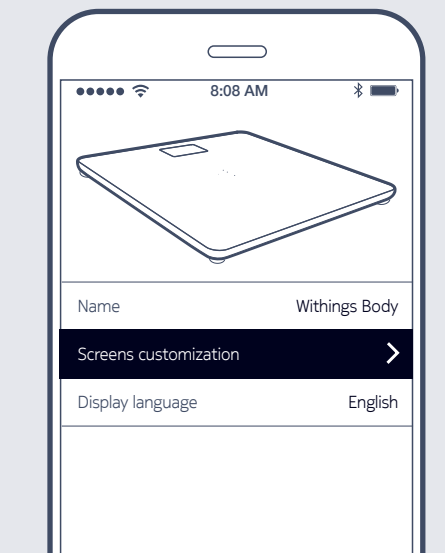 8:08 AM
Name Withings Body
Screens customization
Display language English